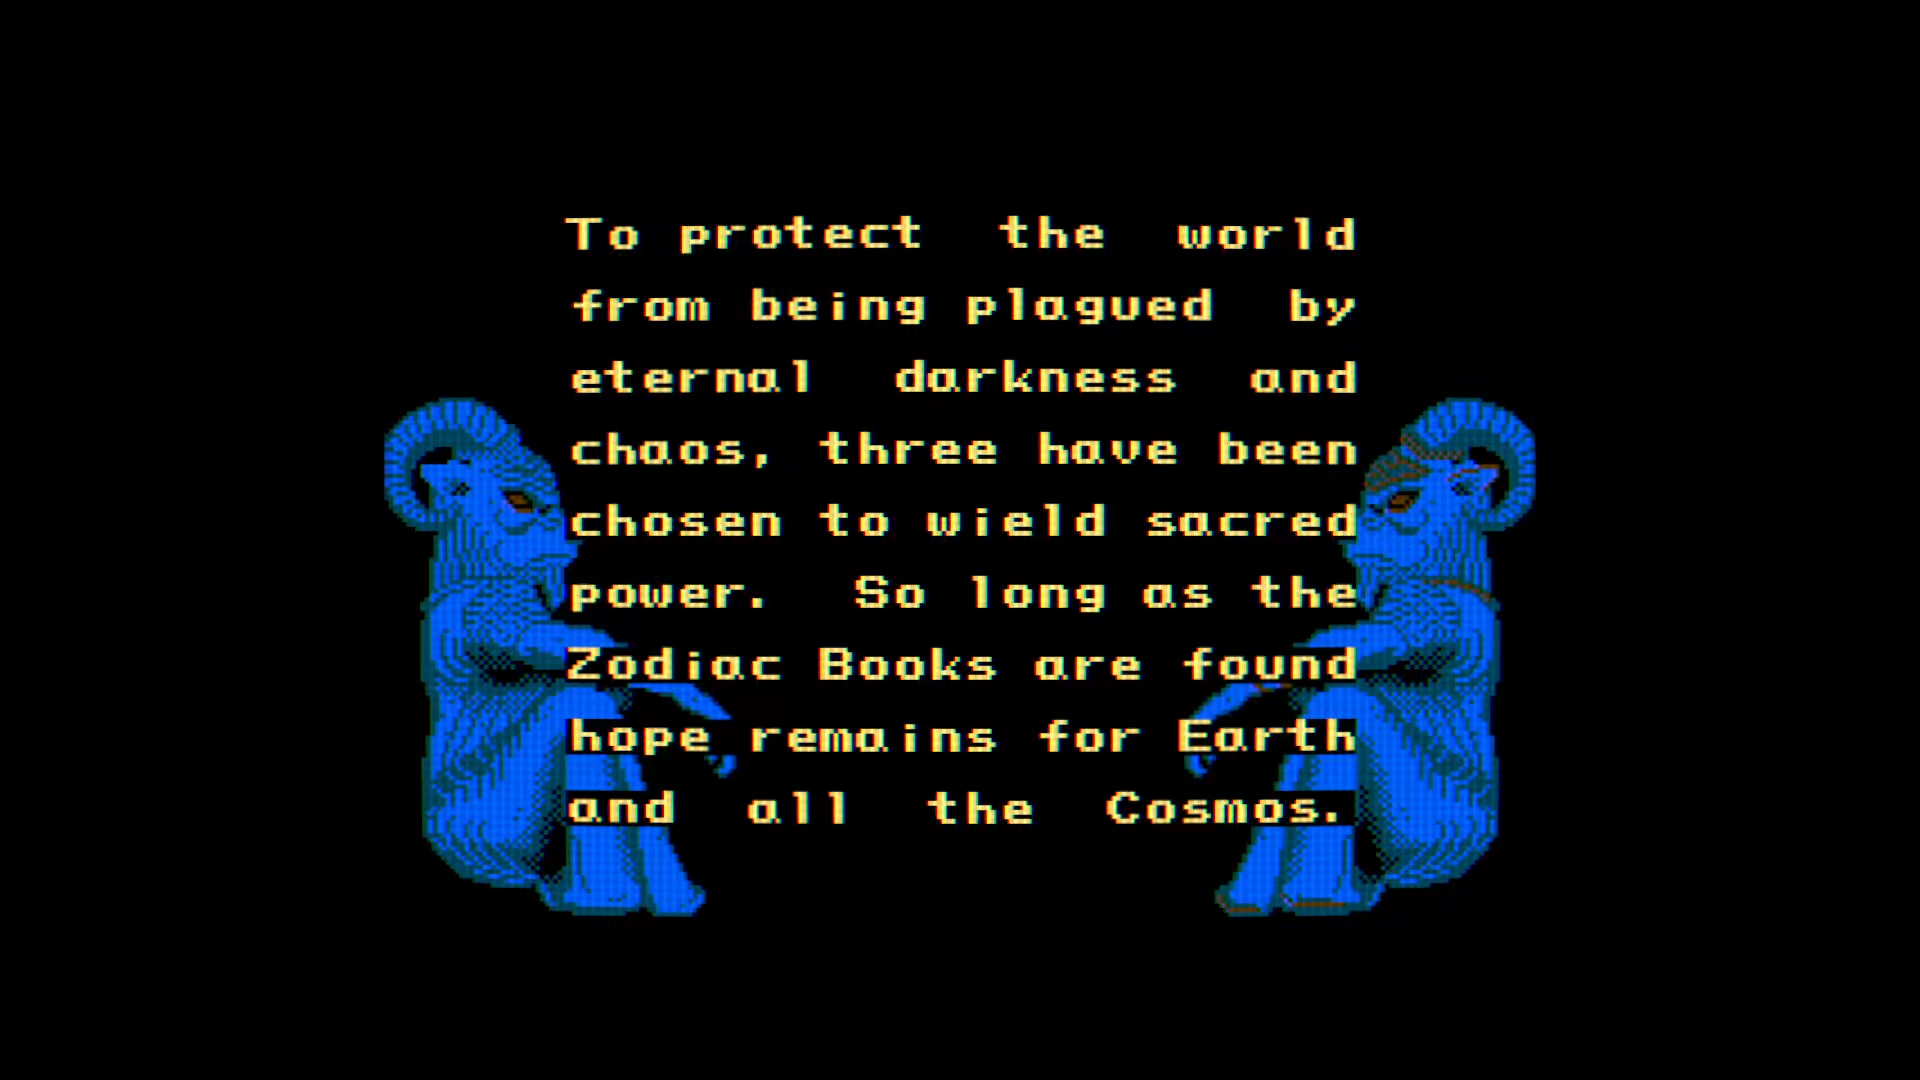 To protect the world
from being plagued by
eternal darkness and
chaos, three have been
chosen to wield sacred
power. So long as the
Zodiac Books are found
hope remains for Earth
and all the Cosmos.